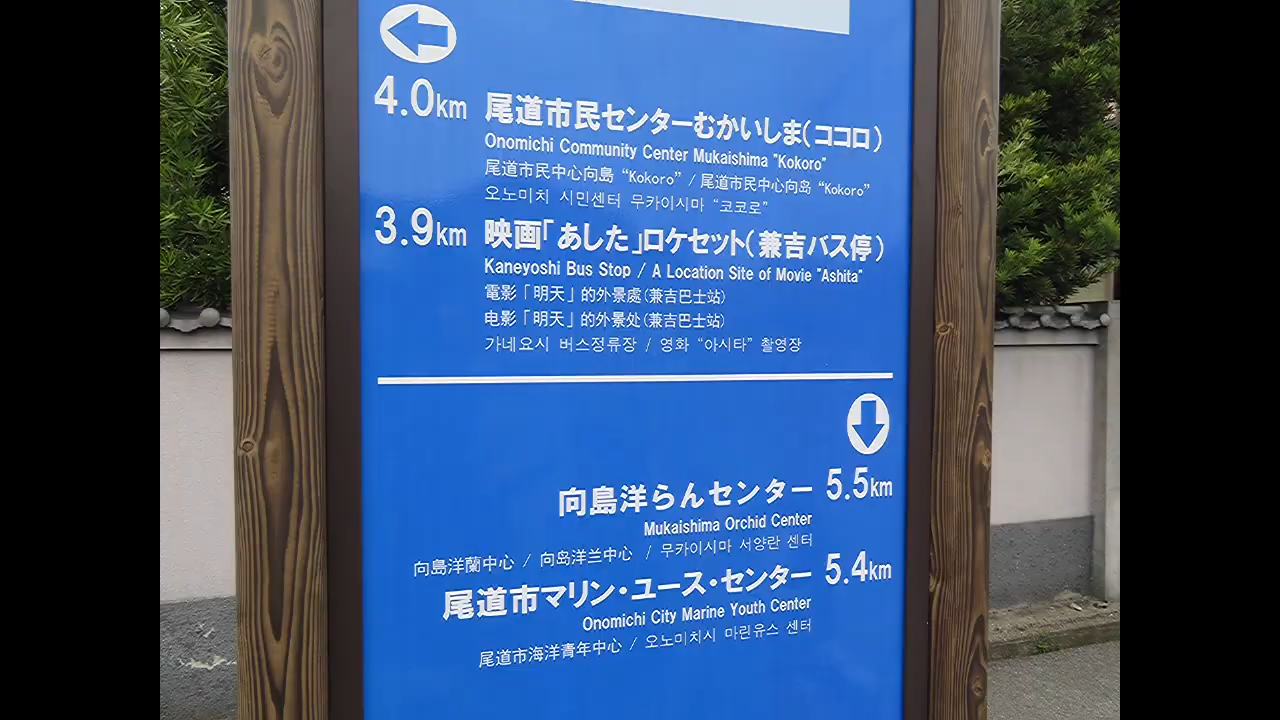 4.0km 尾道市民センターむかいしま(ココロ)
Onomichi Community Center Mukaishima "Kokoro"
尾道市民中心向島 “Kokoro” / 尾道市民中心向岛 “Kokoro”
오노미치 시민센터 무카이시마 “코코로”
3.9km 映画「あした」ロケセット(兼吉バス停)
Kaneyoshi Bus Stop / A Location Site of Movie "Ashita"
電影「明天」的外景處(兼吉巴士站)
电影「明天」的外景处(兼吉巴士站)
가네요시 버스정류장 / 영화 “아시타” 촬영장
向島洋らんセンター 5.5km
Mukaishima Orchid Center
向島洋蘭中心 / 向岛洋兰中心 / 무카이시마 서양란 센터
尾道市マリン・ユース・センター 5.4km
Onomichi City Marine Youth Center
尾道市海洋青年中心 / 오노미치시 마린유스 센터